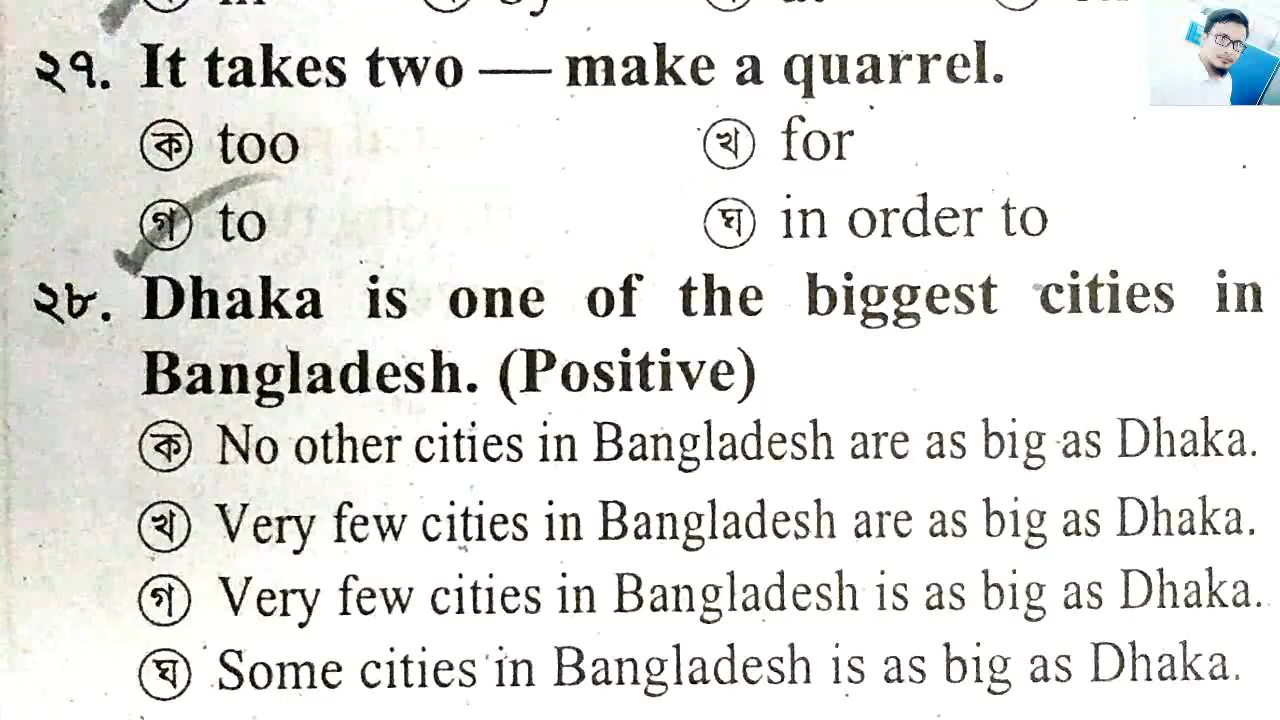 ২৭. It takes two — make a quarrel.
ক too খ for
গ to ঘ in order to
২৮. Dhaka is one of the biggest cities in
Bangladesh. (Positive)
ক No other cities in Bangladesh are as big as Dhaka.
খ Very few cities in Bangladesh are as big as Dhaka.
গ Very few cities in Bangladesh is as big as Dhaka.
ঘ Some cities in Bangladesh is as big as Dhaka.